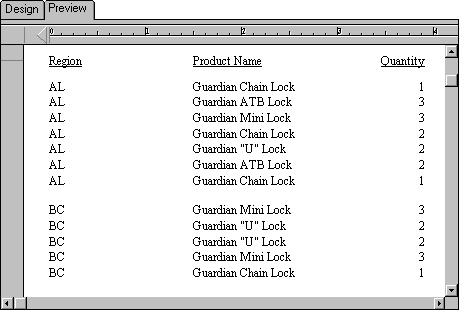 Design Preview
0 1 2 3 4
Region Product Name Quantity
AL Guardian Chain Lock 1
AL Guardian ATB Lock 3
AL Guardian Mini Lock 3
AL Guardian Chain Lock 2
AL Guardian "U" Lock 2
AL Guardian ATB Lock 2
AL Guardian Chain Lock 1
BC Guardian Mini Lock 3
BC Guardian "U" Lock 2
BC Guardian "U" Lock 2
BC Guardian Mini Lock 3
BC Guardian Chain Lock 1